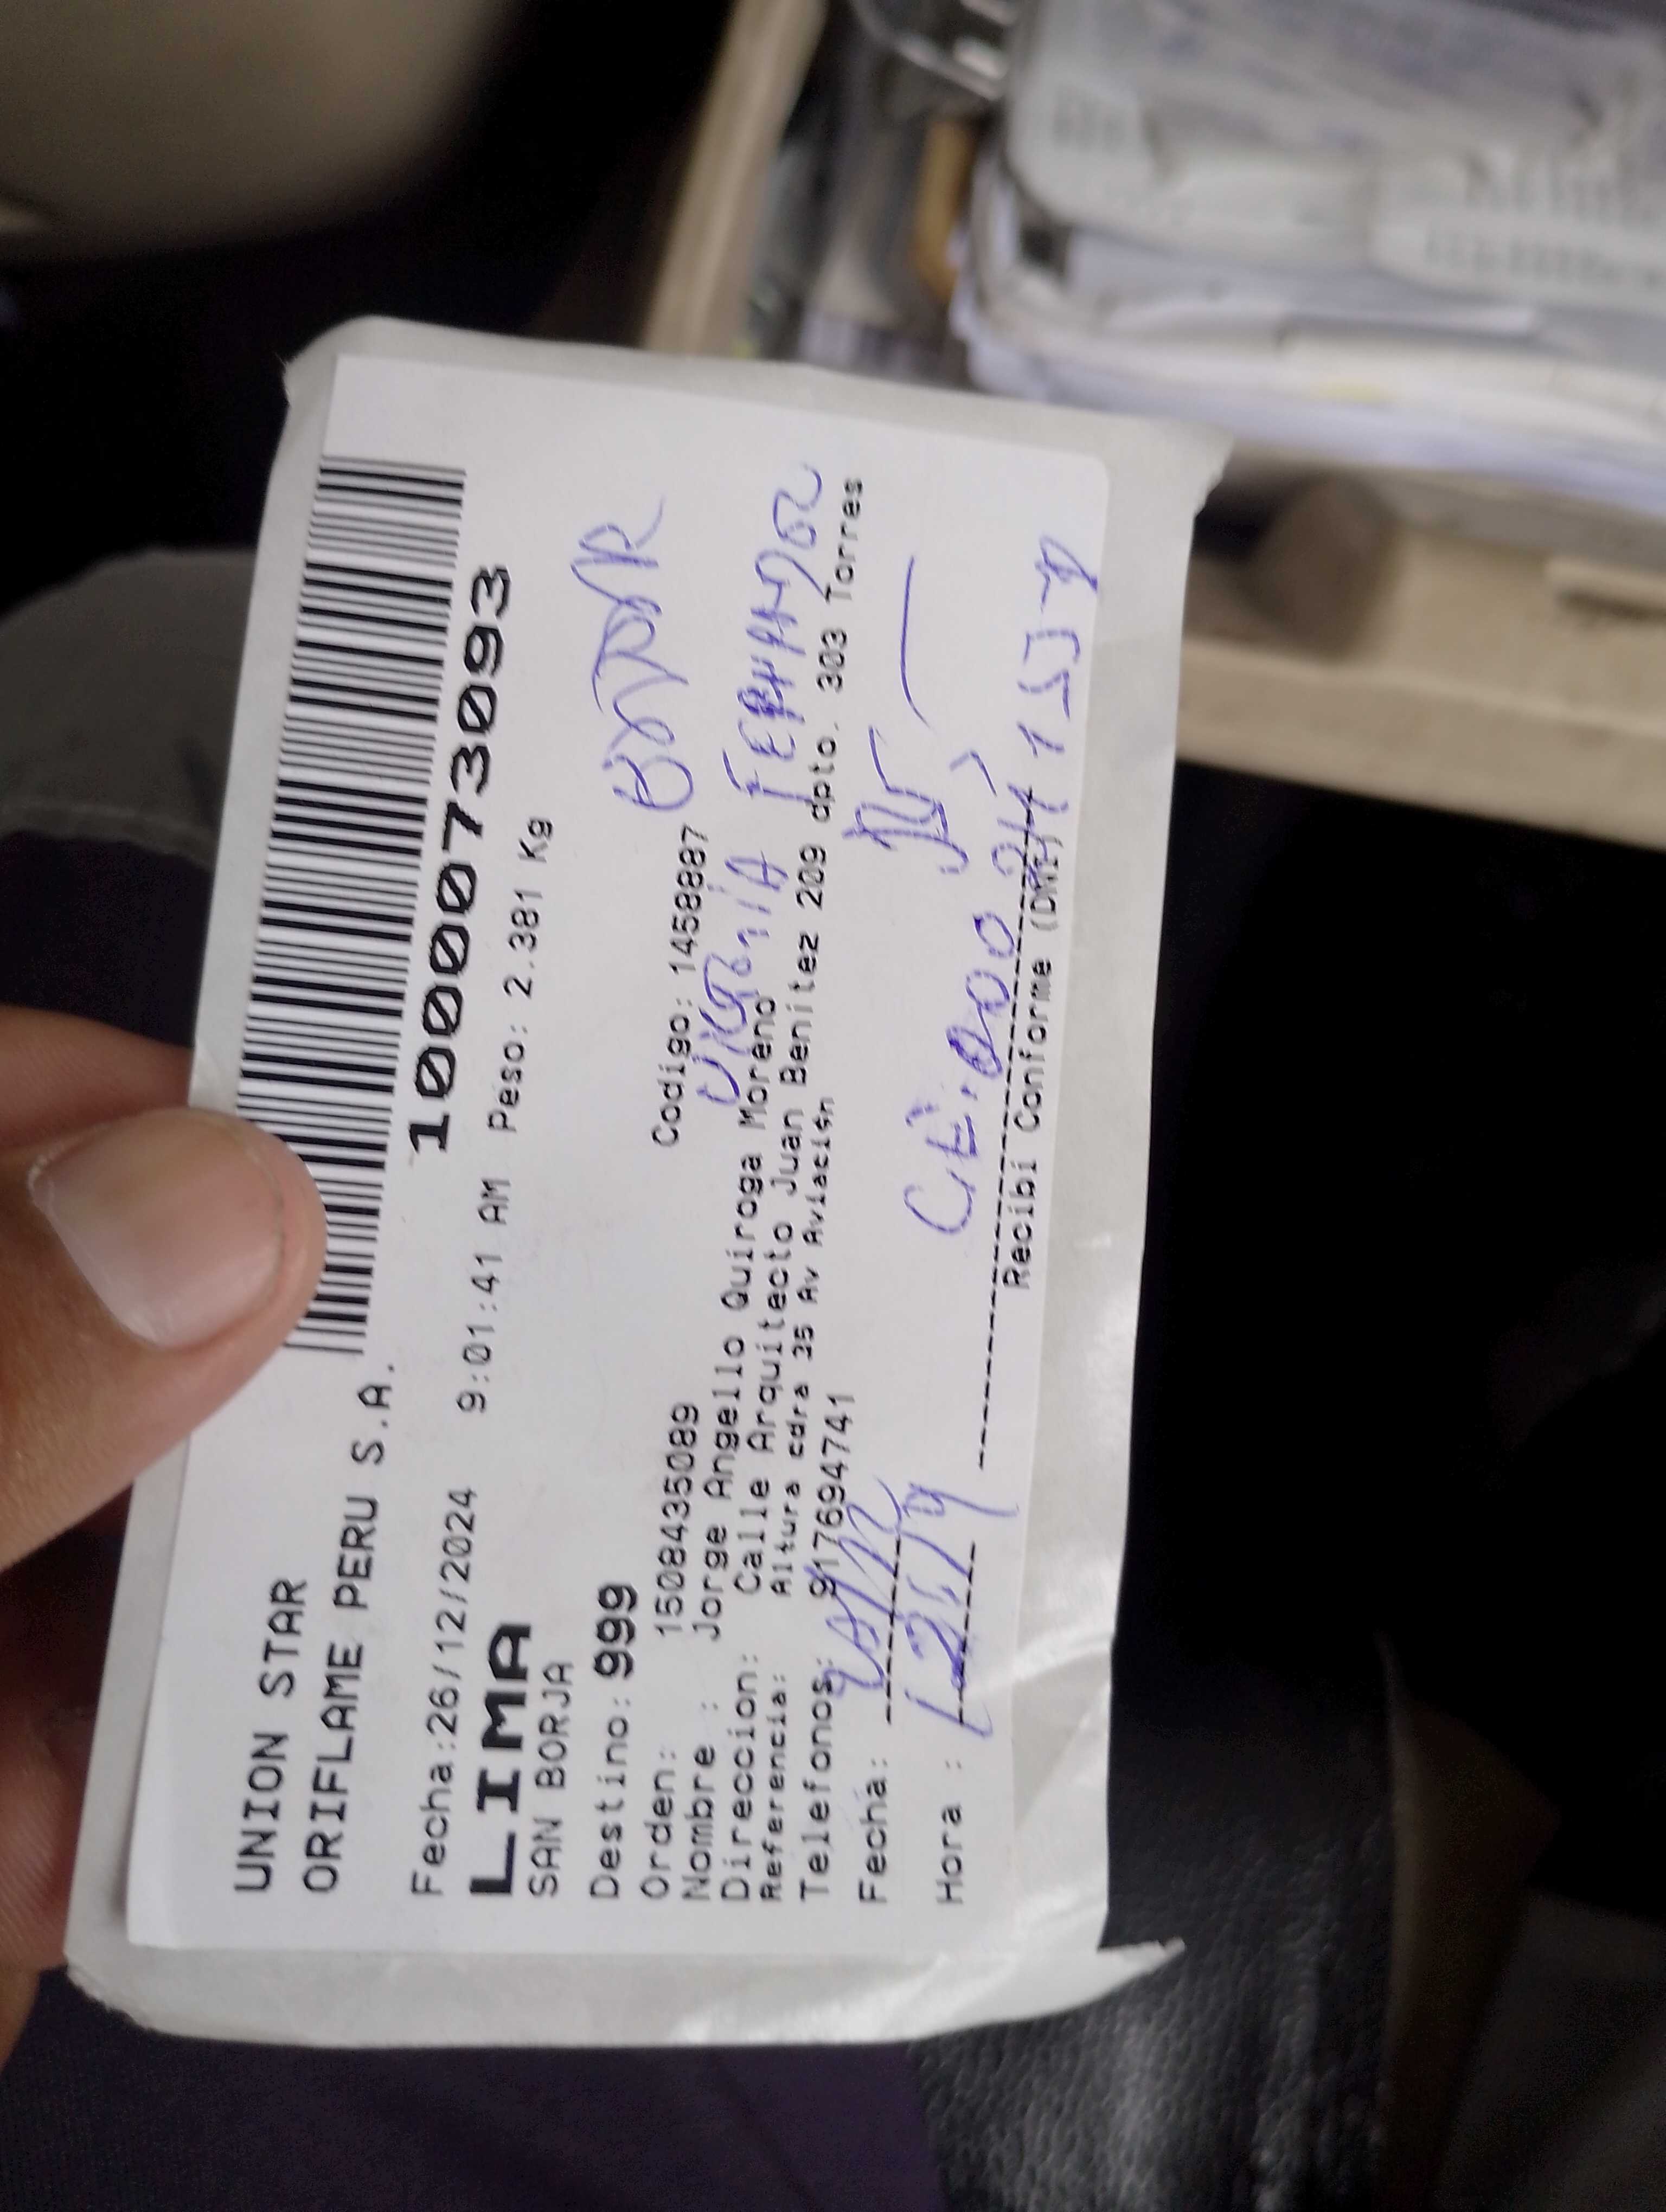 UNION STAR
ORIFLAME PERU S.A.
1000073093
Fecha:26/12/2024 9:01:41 AM Peso: 2.381 Kg
LIMA
SAN BORJA
Destino: 999
Orden: 1508435089 Codigo: 1458887
Nombre : Jorge Angello Quiroga Moreno
Direccion: Calle Arquitecto Juan Benitez 209 dpto. 303 Torres
Referencia: Altura cdra 35 Av Aviación
Telefonos: 917694741
Fecha:
Hora :
Recibi Conforme (DNI)